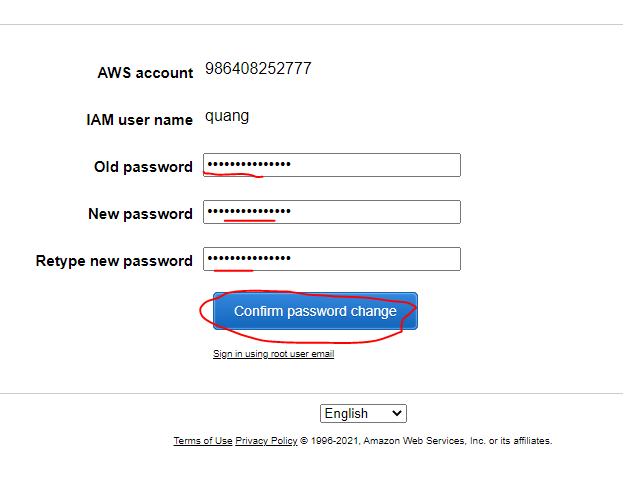 AWS account 986408252777
IAM user name quang
Old password •••••••••••••••
New password •••••••••••••••
Retype new password •••••••••••••••
Confirm password change
Sign in using root user email
English
Terms of Use Privacy Policy © 1996-2021, Amazon Web Services, Inc. or its affiliates.